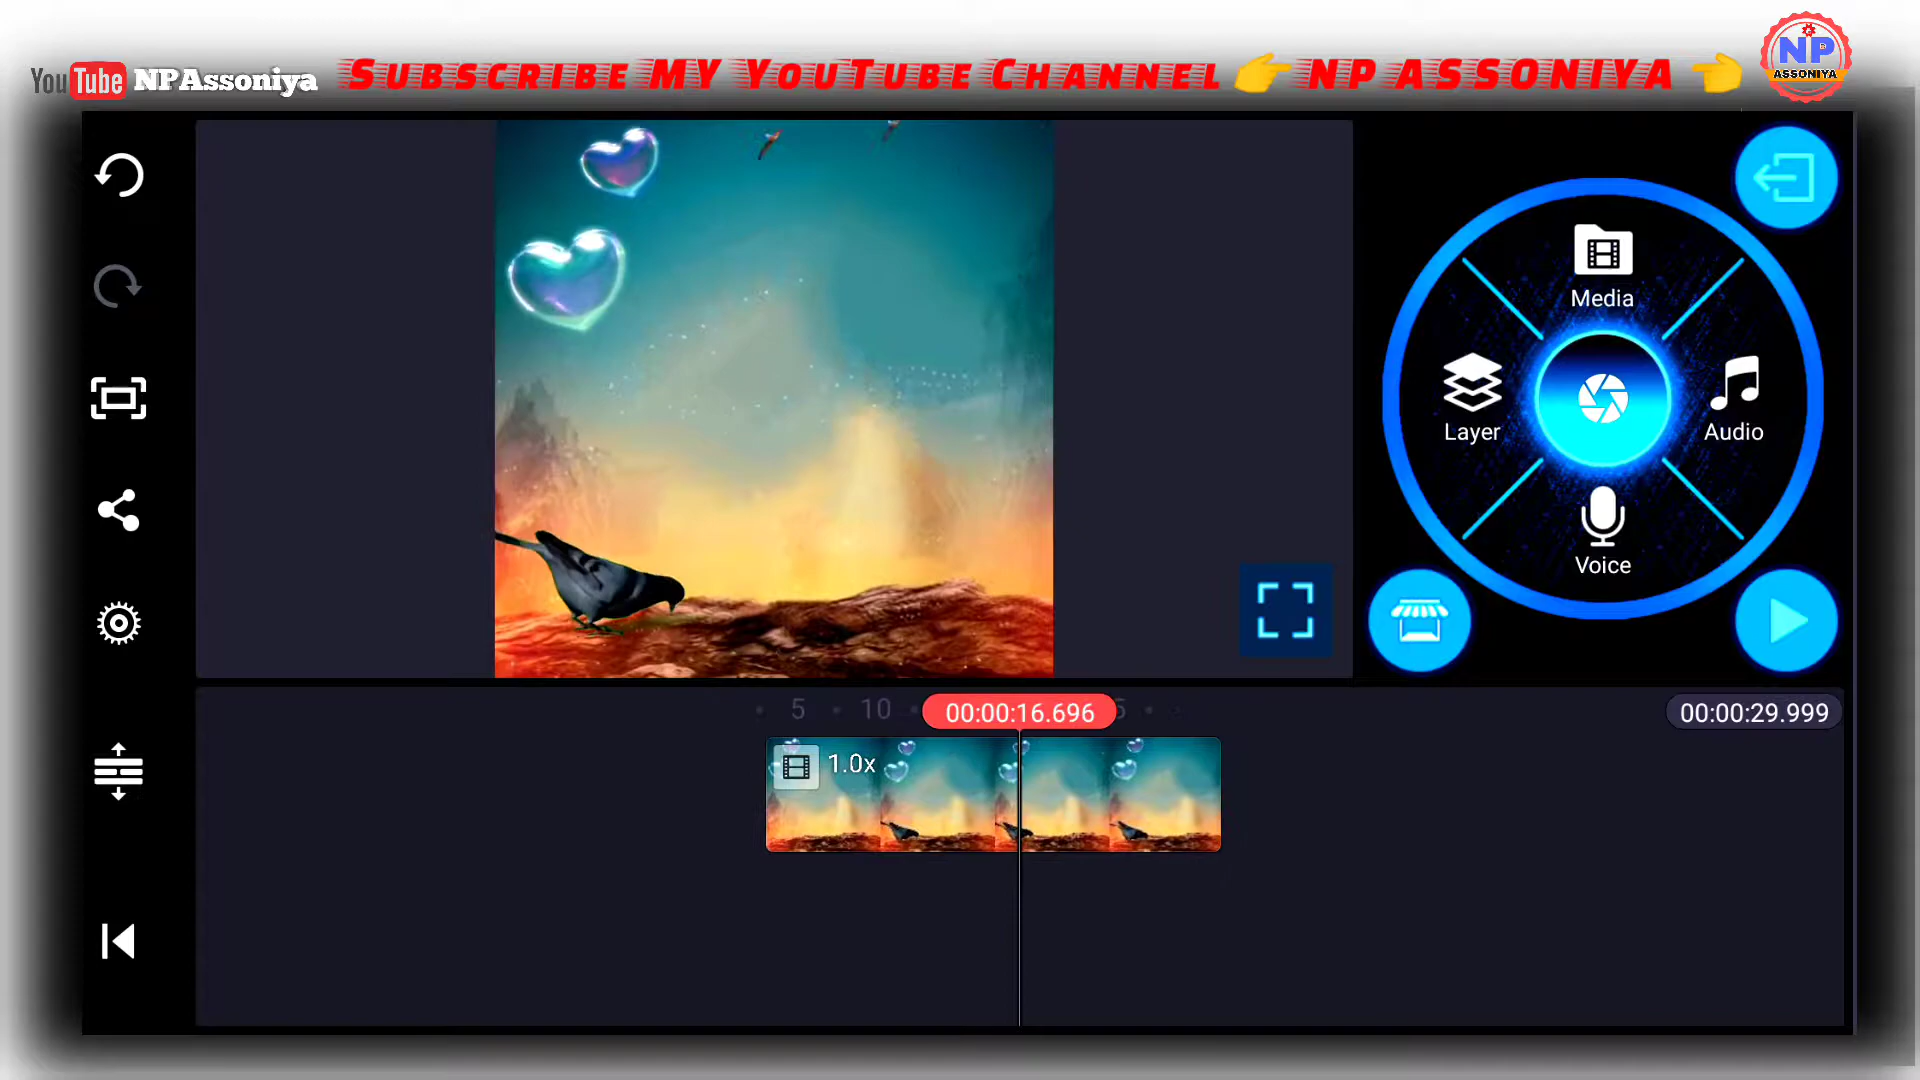 YouTube NPAssoniya SUBSCRIBE MY YOUTUBE CHANNEL 👉 NP ASSONIYA 👈
NP
ASSONIYA
Media
Layer
Audio
Voice
5 10 00:00:16.696 5
00:00:29.999
1.0x